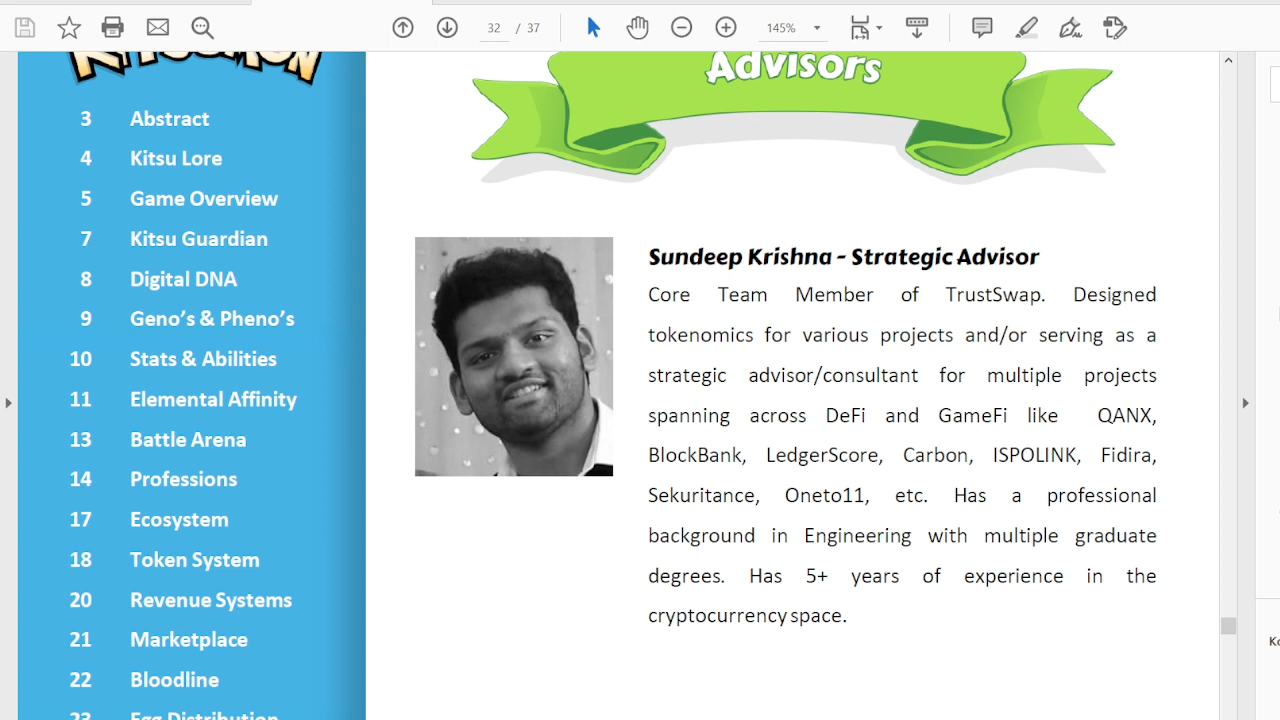 32 / 37
145%
KITSUMON
3 Abstract
4 Kitsu Lore
5 Game Overview
7 Kitsu Guardian
8 Digital DNA
9 Geno’s & Pheno’s
10 Stats & Abilities
11 Elemental Affinity
13 Battle Arena
14 Professions
17 Ecosystem
18 Token System
20 Revenue Systems
21 Marketplace
22 Bloodline
23 Egg Distribution
Advisors
Sundeep Krishna - Strategic Advisor
Core Team Member of TrustSwap. Designed
tokenomics for various projects and/or serving as a
strategic advisor/consultant for multiple projects
spanning across DeFi and GameFi like QANX,
BlockBank, LedgerScore, Carbon, ISPOLINK, Fidira,
Sekuritance, Oneto11, etc. Has a professional
background in Engineering with multiple graduate
degrees. Has 5+ years of experience in the
cryptocurrency space.